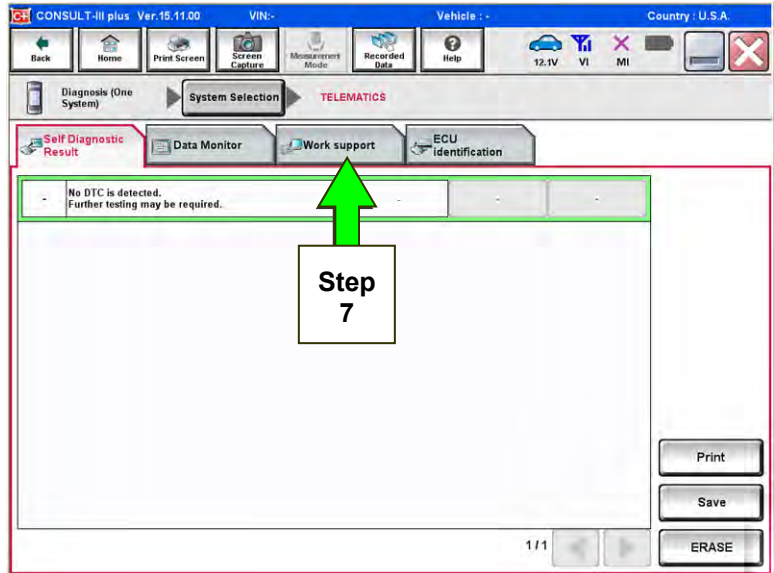 C+ CONSULT-III plus Ver.15.11.00 VIN:- Vehicle : - Country : U.S.A.
Back
Home
Print Screen
Screen
Capture
Measurement
Mode
Recorded
Data
Help
12.1V
VI
MI
Diagnosis (One
System)
System Selection
TELEMATICS
Self Diagnostic
Result
Data Monitor
Work support
ECU
identification
-
No DTC is detected.
Further testing may be required.
-
-
-
Step
7
Print
Save
1/1
ERASE